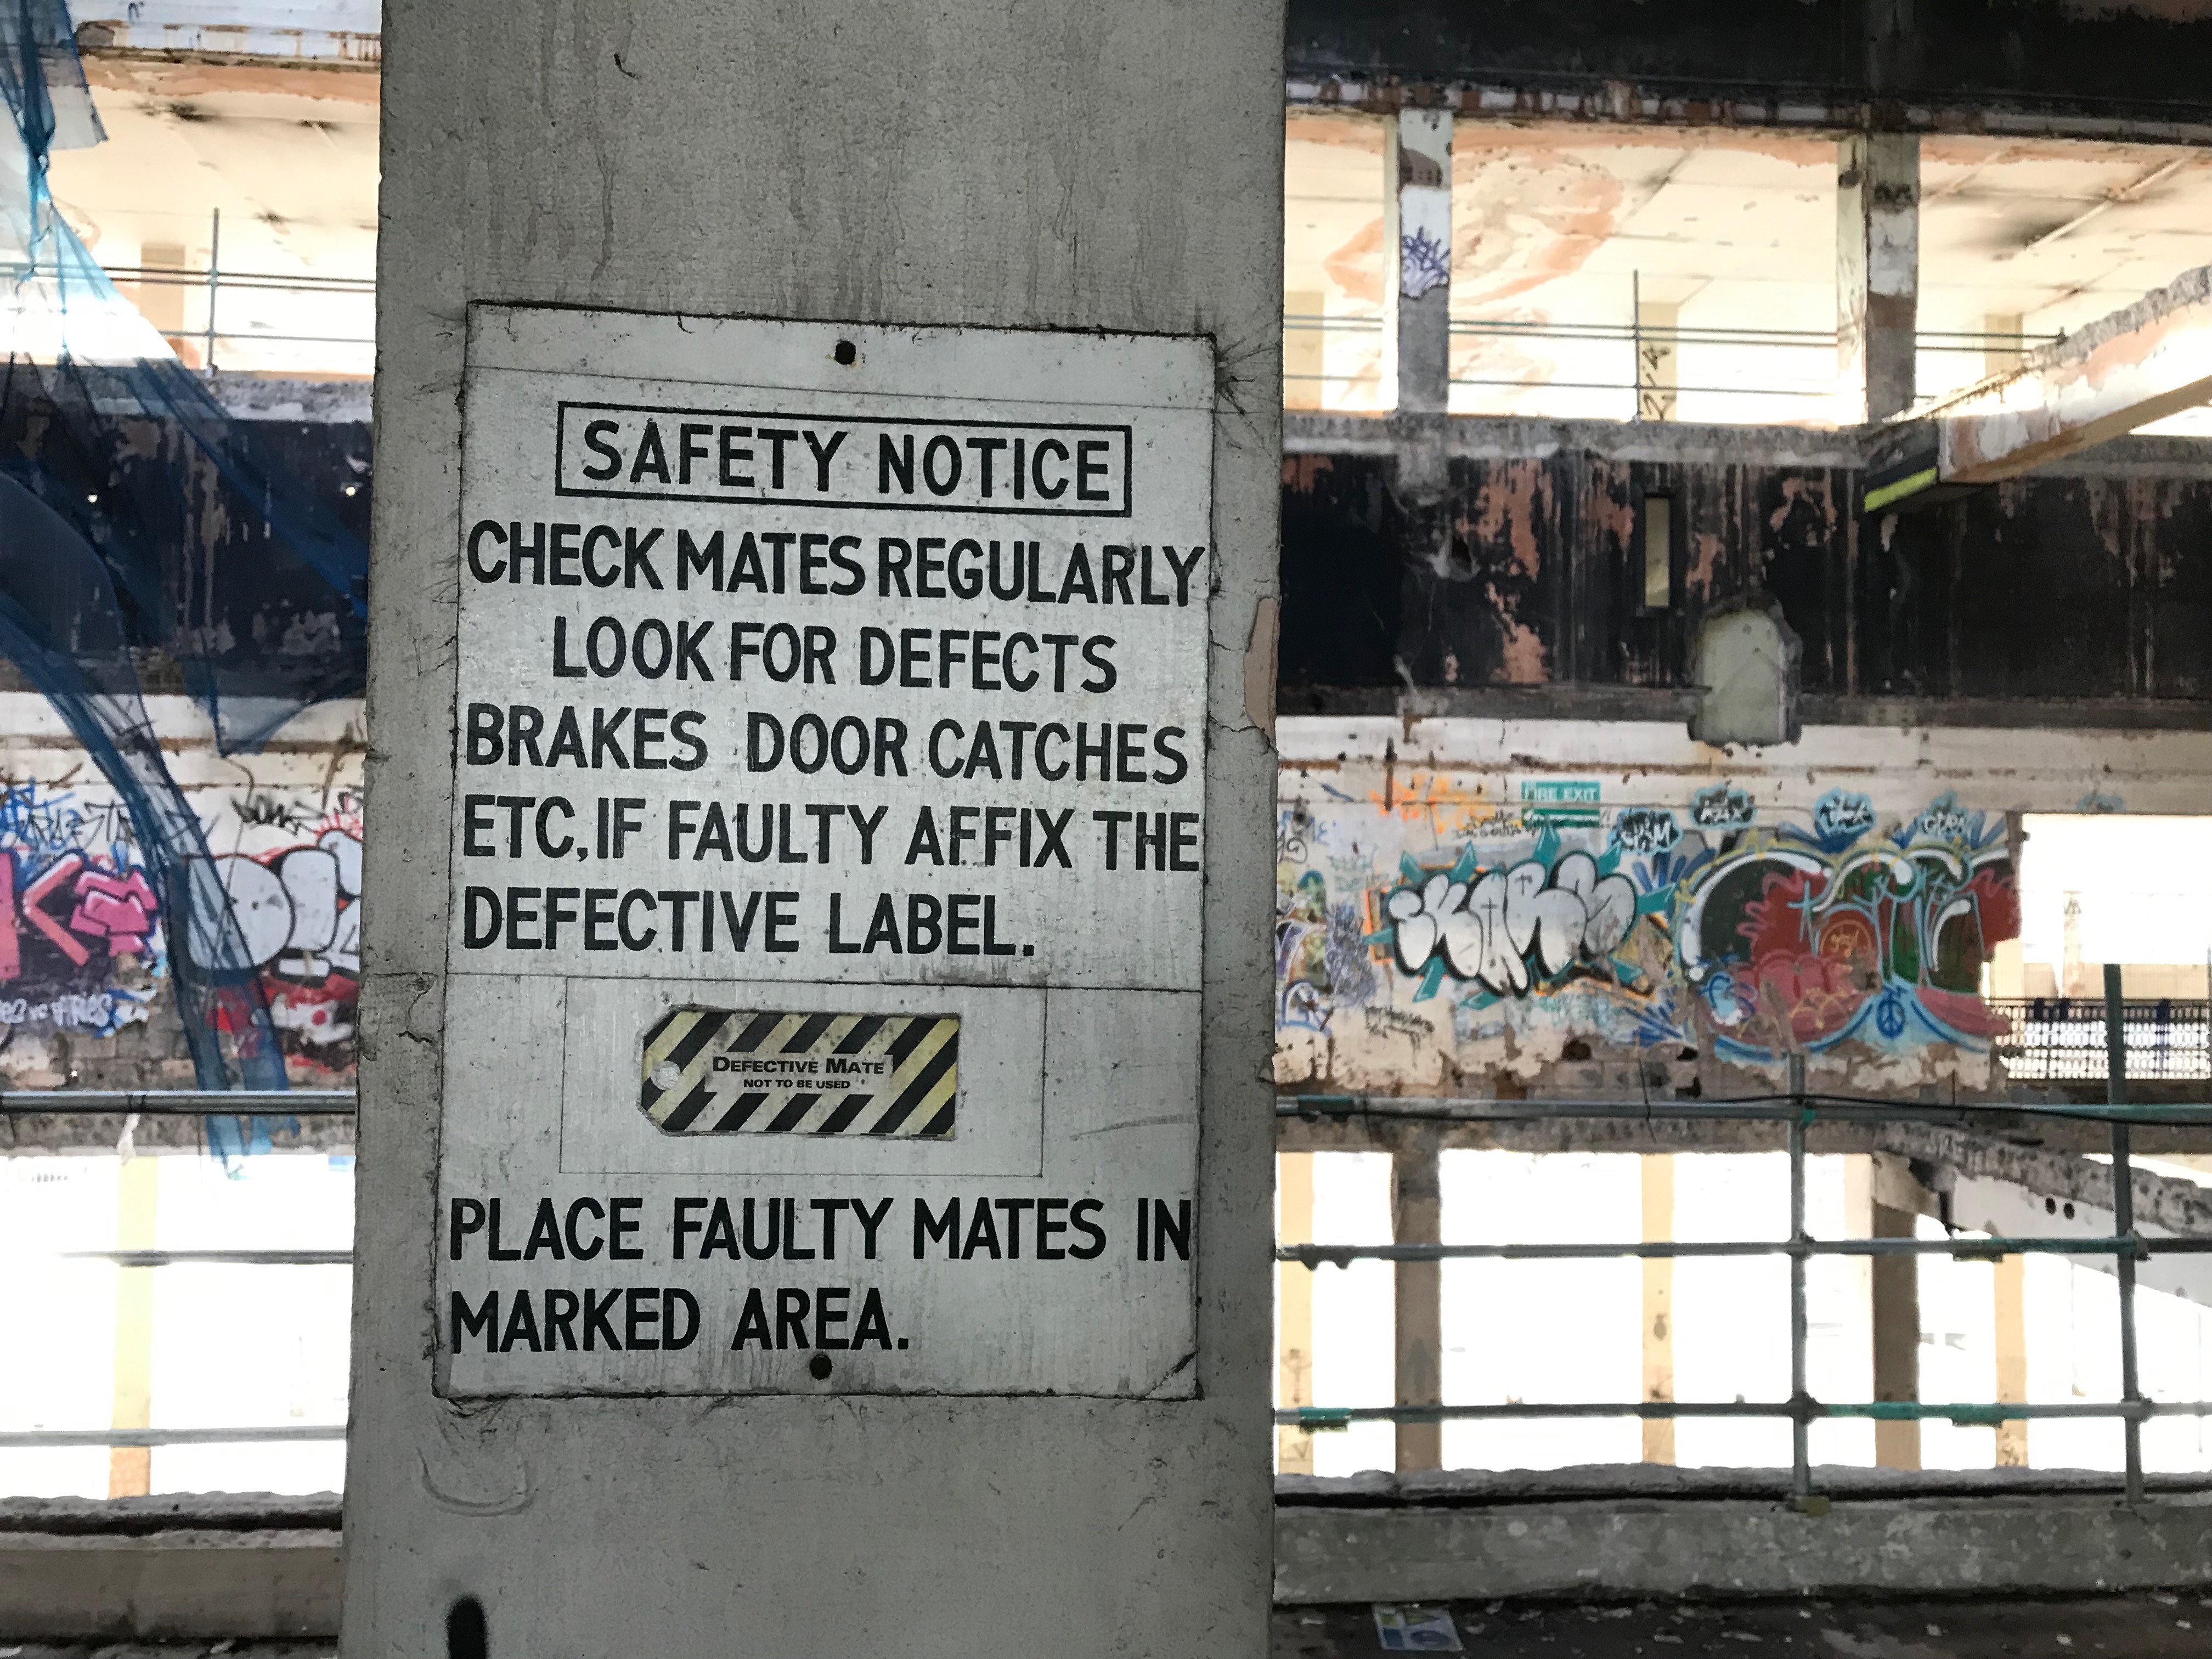 SAFETY NOTICE
CHECK MATES REGULARLY
LOOK FOR DEFECTS
BRAKES DOOR CATCHES
ETC, IF FAULTY AFFIX THE
DEFECTIVE LABEL.
DEFECTIVE MATE
NOT TO BE USED
PLACE FAULTY MATES IN
MARKED AREA.
FIRE EXIT